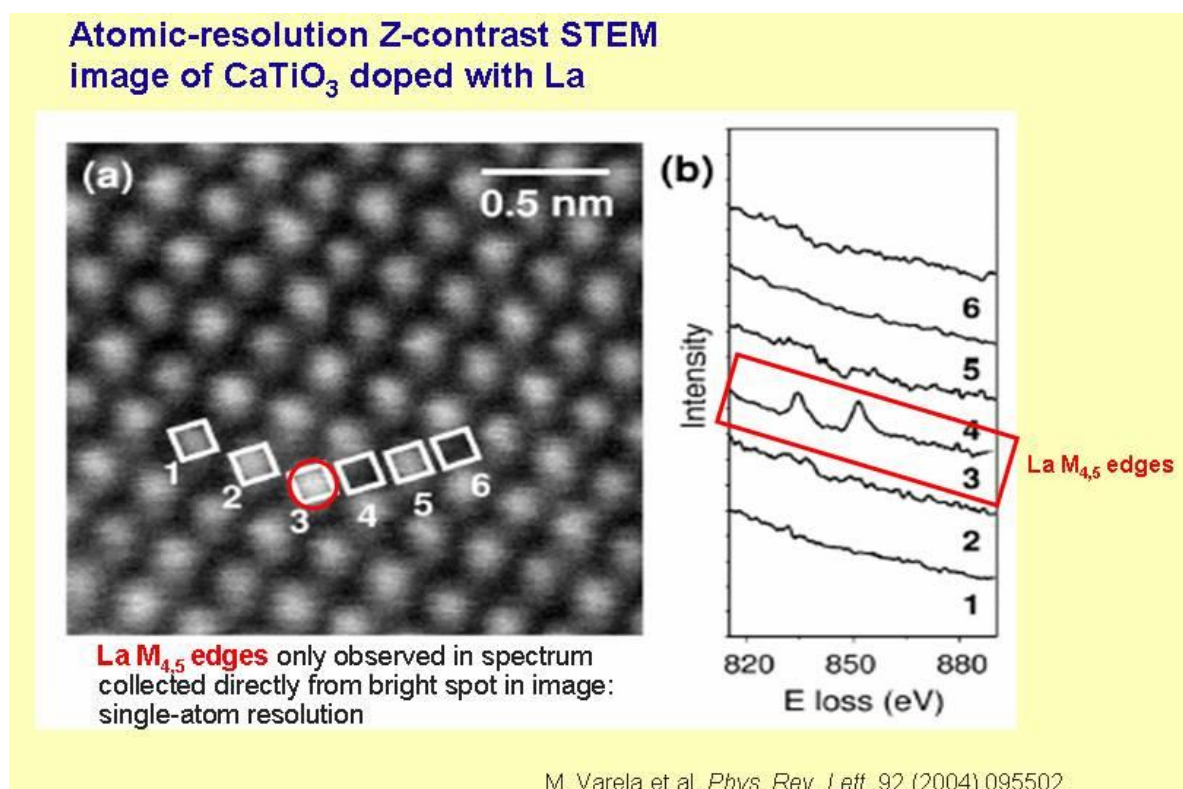 Atomic-resolution Z-contrast STEM
image of CaTiO₃ doped with La
(a)
0.5 nm
1
2
3
4
5
6
(b)
Intensity
6
5
4
3
2
1
820 850 880
E loss (eV)
La M₄,₅ edges
La M₄,₅ edges only observed in spectrum
collected directly from bright spot in image:
single-atom resolution
M. Varela et al. Phys. Rev. Lett. 92 (2004) 095502.